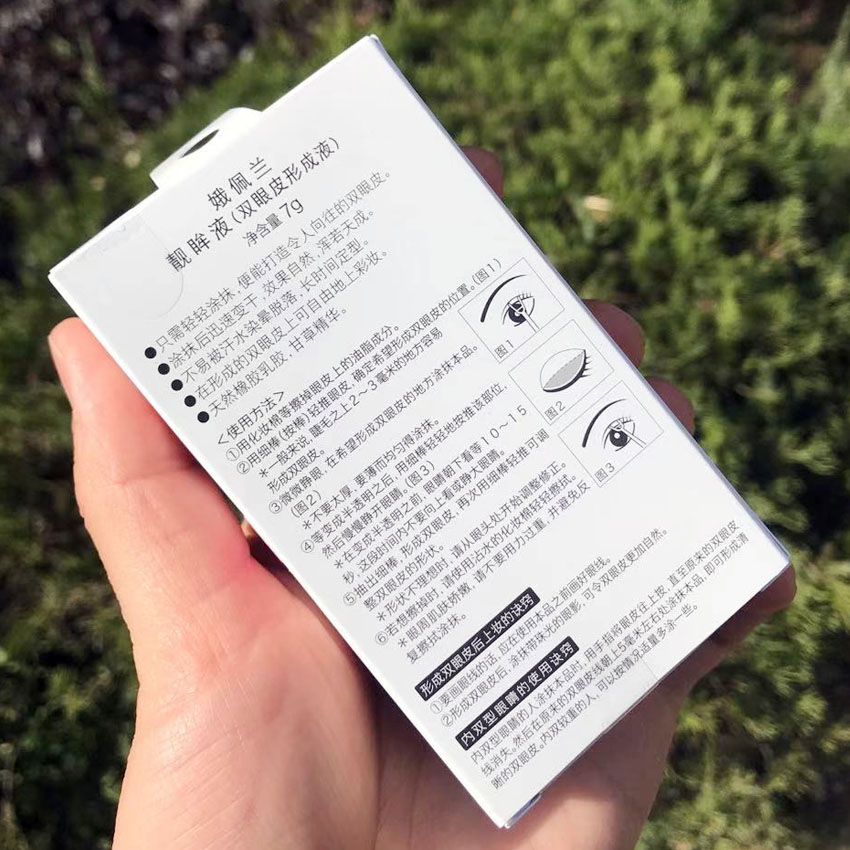 娥佩兰
靓眸液(双眼皮形成液)
净含量 7g
●只需轻轻涂抹,便能打造令人向往的双眼皮。
●涂抹后迅速变干,效果自然,浑若天成。
●不易被汗水染晕脱落,长时间定型。
●在形成的双眼皮上可自由地上彩妆。
●天然橡胶乳胶,甘草精华。
<使用方法>
①用化妆棉等擦掉眼皮上的油脂成分。
②用细棒(按棒)轻推眼皮,确定希望形成双眼皮的位置。(图1)
*一般来说,睫毛之上2~3毫米的地方容易
形成双眼皮。
③微微睁眼,在希望形成双眼皮的地方涂抹本品。
(图2)
*不要太厚,要薄而均匀得涂抹。
④等变成半透明之后,用细棒轻轻地按推该部位,
然后慢慢睁开眼睛。(图3)
*在变成半透明之前,眼睛朝下看等10~15
秒,这段时间内不要向上看或睁大眼睛。
⑤抽出细棒,形成双眼皮,再次用细棒轻推可调
整双眼皮的形状。
*形状不理想时,请从眼头处开始调整修正。
⑥若想擦掉时,请使用沾水的化妆棉轻轻擦拭。
*眼周肌肤娇嫩,请不要用力过重,并避免反
复擦拭涂抹。
图1
图2
图3
形成双眼皮后上妆的诀窍
①要画眼线的话,应在使用本品之前画好眼线。
②形成双眼皮后,涂抹带珠光的眼影,可令双眼皮更加自然。
内双型眼睛的使用诀窍
内双型眼睛的人涂抹本品时,用手指将眼皮往上按,直至原来的双眼皮
线消失。然后在原来的双眼皮线朝上5毫米左右处涂抹本品,即可形成清
晰的双眼皮。内双较重的人,可以按情况适量多涂一些。